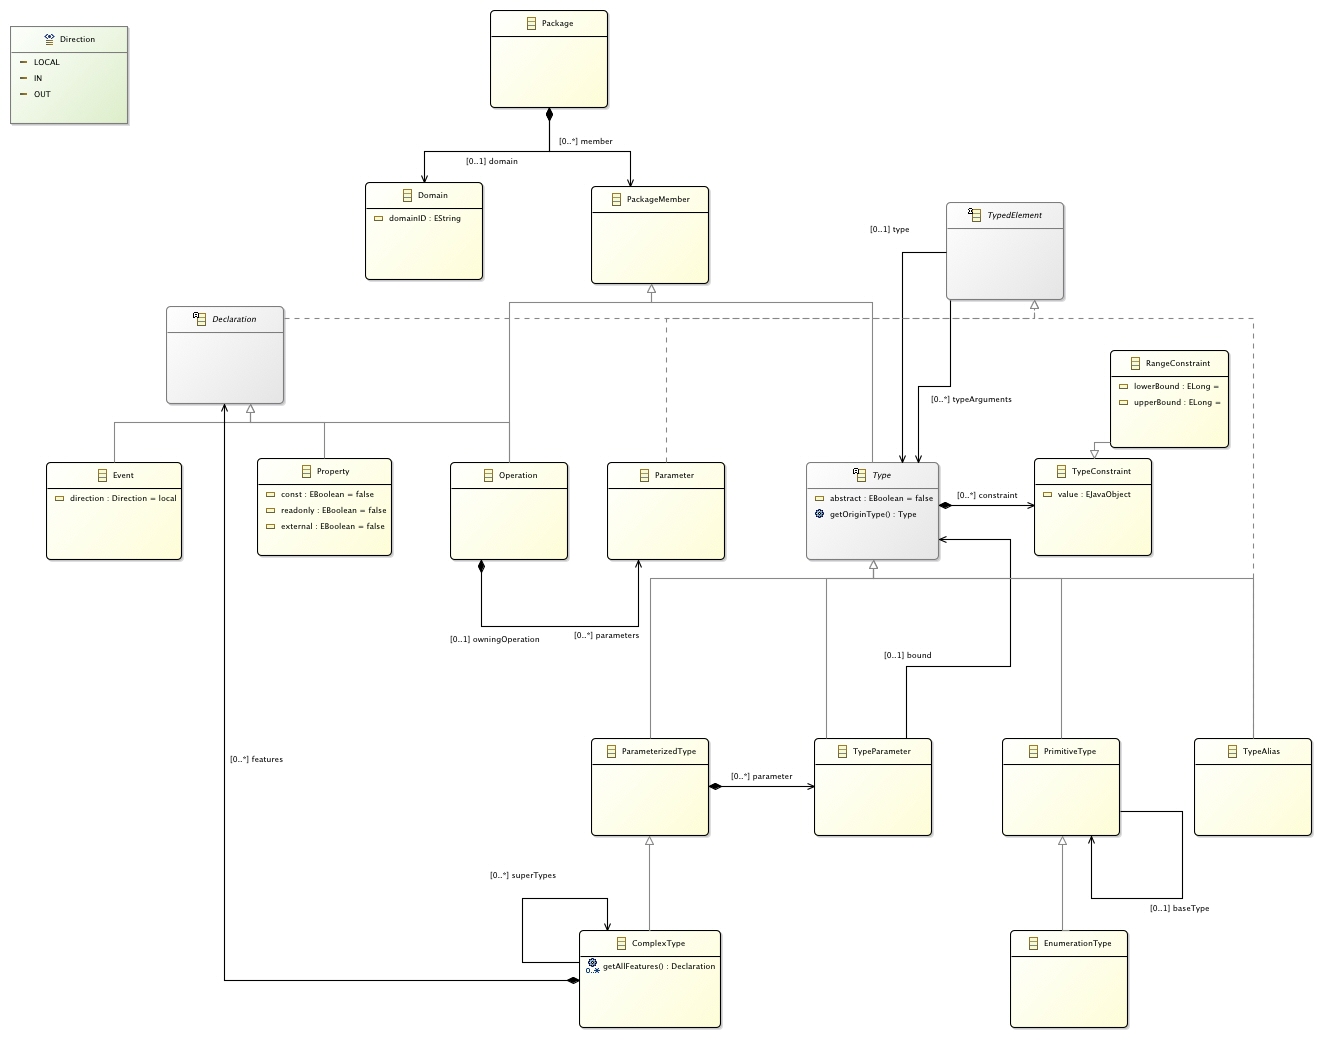 Package
Direction
LOCAL
IN
OUT
[0..*] member
[0..1] domain
Domain
domainID : EString
PackageMember
TypedElement
[0..1] type
Declaration
RangeConstraint
lowerBound : ELong =
upperBound : ELong =
[0..*] typeArguments
Event
direction : Direction = local
Property
const : EBoolean = false
readonly : EBoolean = false
external : EBoolean = false
Operation
Parameter
Type
abstract : EBoolean = false
getOriginType() : Type
[0..*] constraint
TypeConstraint
value : EJavaObject
[0..1] owningOperation
[0..*] parameters
[0..1] bound
[0..*] features
ParameterizedType
[0..*] parameter
TypeParameter
PrimitiveType
TypeAlias
[0..*] superTypes
[0..1] baseType
ComplexType
0..*
getAllFeatures() : Declaration
EnumerationType